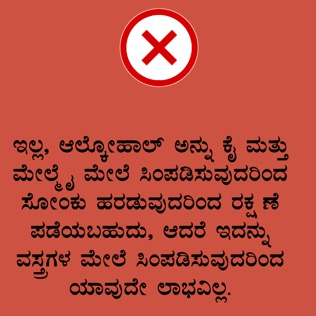 ಇಲ್ಲ, ಆಲ್ಕೋಹಾಲ್ ಅನ್ನು ಕೈ ಮತ್ತು
ಮೇಲ್ಮೈ ಮೇಲೆ ಸಿಂಪಡಿಸುವುದರಿಂದ
ಸೋಂಕು ಹರಡುವುದರಿಂದ ರಕ್ಷಣೆ
ಪಡೆಯಬಹುದು, ಆದರೆ ಇದನ್ನು
ವಸ್ತ್ರಗಳ ಮೇಲೆ ಸಿಂಪಡಿಸುವುದರಿಂದ
ಯಾವುದೇ ಲಾಭವಿಲ್ಲ.